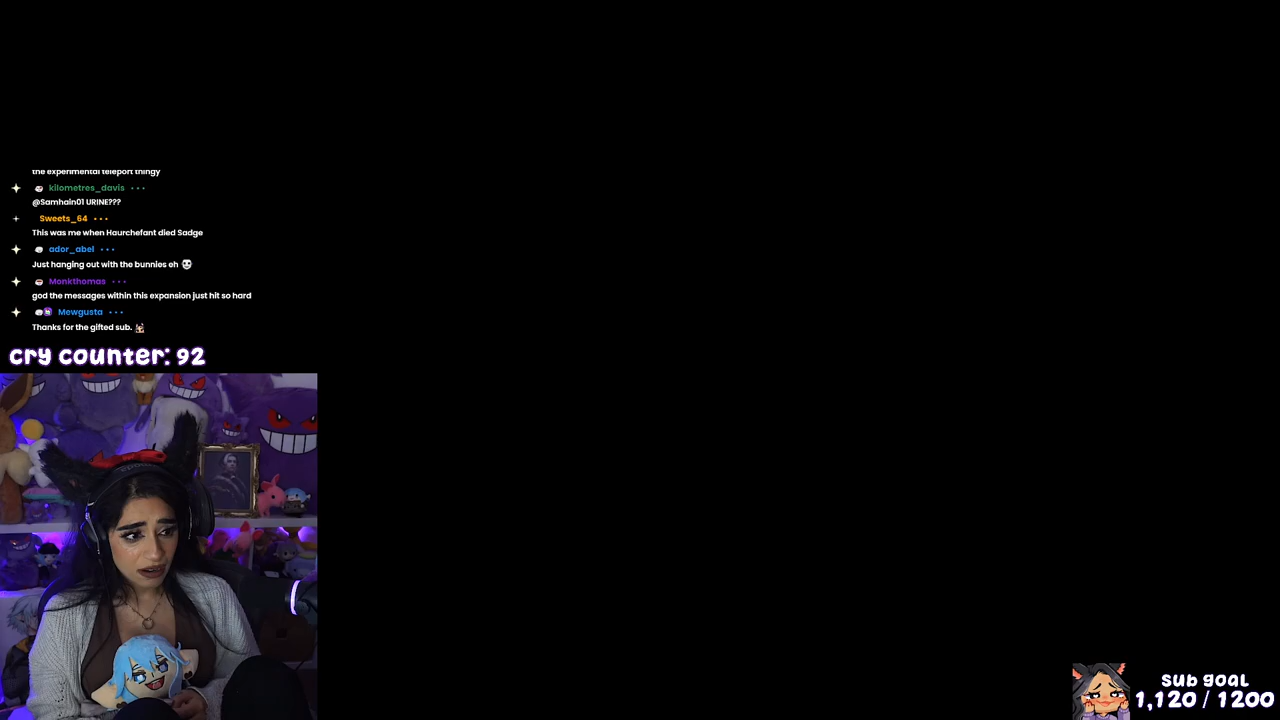 the experimental teleport thingy
kilometres_davis
@Samhain01 URINE???
Sweets_64
This was me when Haurchefant died Sadge
ador_abel
Just hanging out with the bunnies eh
Monkthomas
god the messages within this expansion just hit so hard
Mewgusta
Thanks for the gifted sub.
cry counter: 92
sub goal
1,120 / 1200